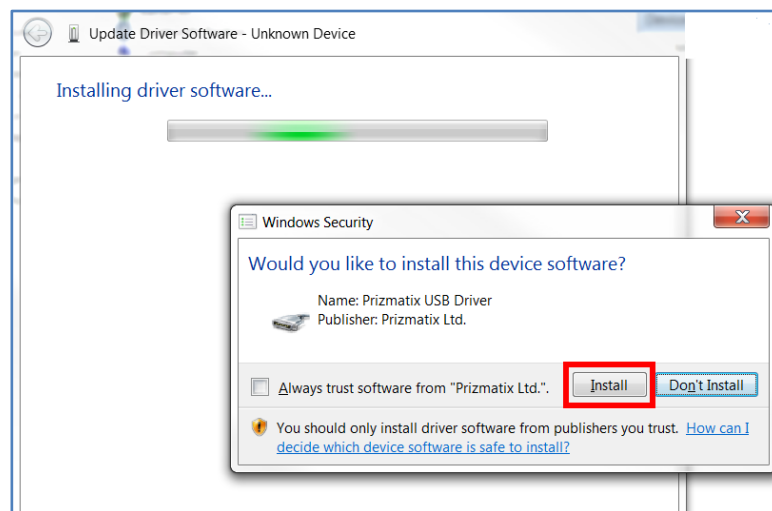 Update Driver Software - Unknown Device
Installing driver software...
Windows Security
Would you like to install this device software?
Name: Prizmatix USB Driver
Publisher: Prizmatix Ltd.
Always trust software from "Prizmatix Ltd.".
Install
Don't Install
You should only install driver software from publishers you trust. How can I
decide which device software is safe to install?